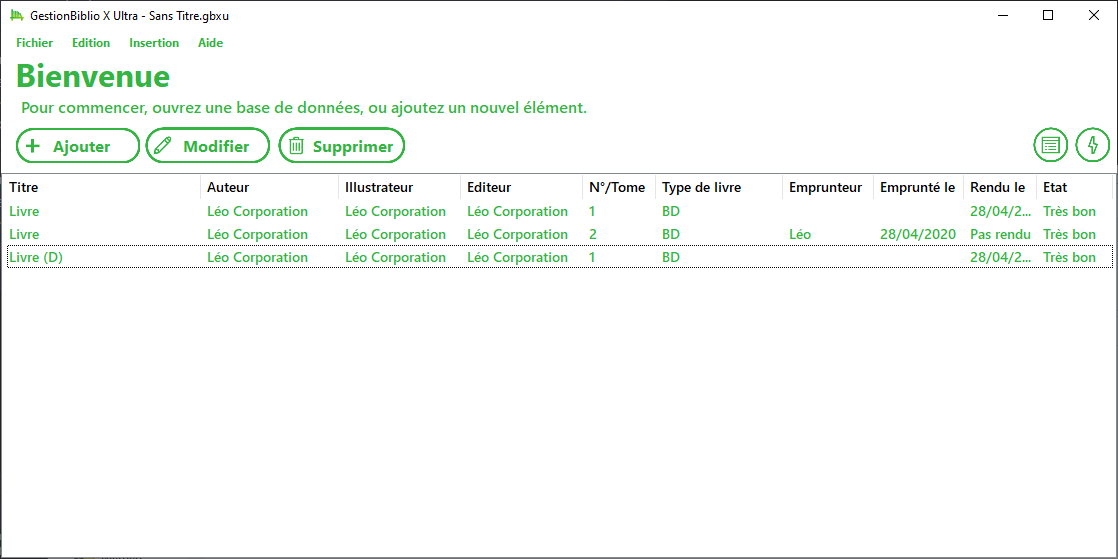 GestionBiblio X Ultra - Sans Titre.gbxu
Fichier Edition Insertion Aide
Bienvenue
Pour commencer, ouvrez une base de données, ou ajoutez un nouvel élément.
Ajouter Modifier Supprimer
Titre Auteur Illustrateur Editeur N°/Tome Type de livre Emprunteur Emprunté le Rendu le Etat
Livre Léo Corporation Léo Corporation Léo Corporation 1 BD 28/04/2... Très bon
Livre Léo Corporation Léo Corporation Léo Corporation 2 BD Léo 28/04/2020 Pas rendu Très bon
Livre (D) Léo Corporation Léo Corporation Léo Corporation 1 BD 28/04/2... Très bon